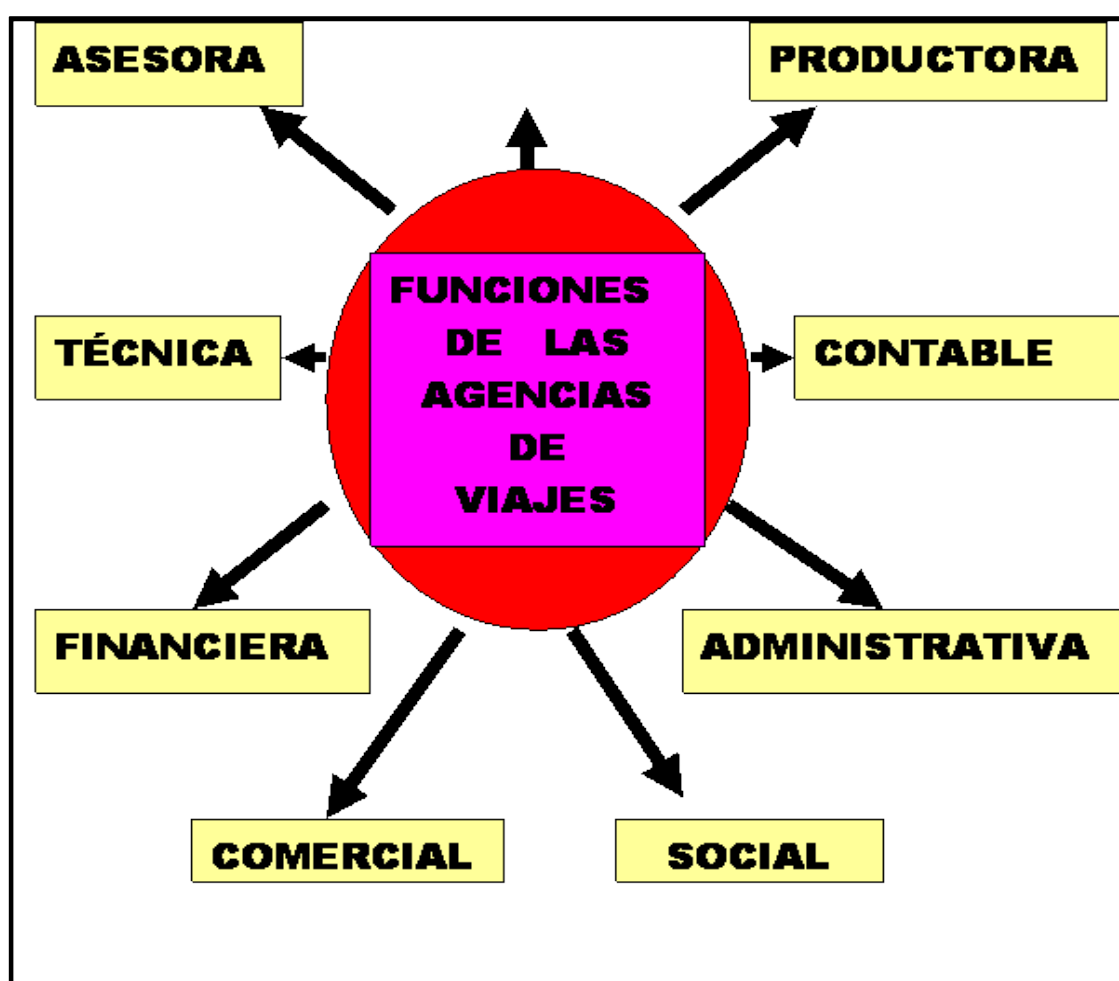 ASESORA
PRODUCTORA
FUNCIONES
DE LAS
AGENCIAS
DE
VIAJES
TÉCNICA
CONTABLE
FINANCIERA
ADMINISTRATIVA
COMERCIAL
SOCIAL